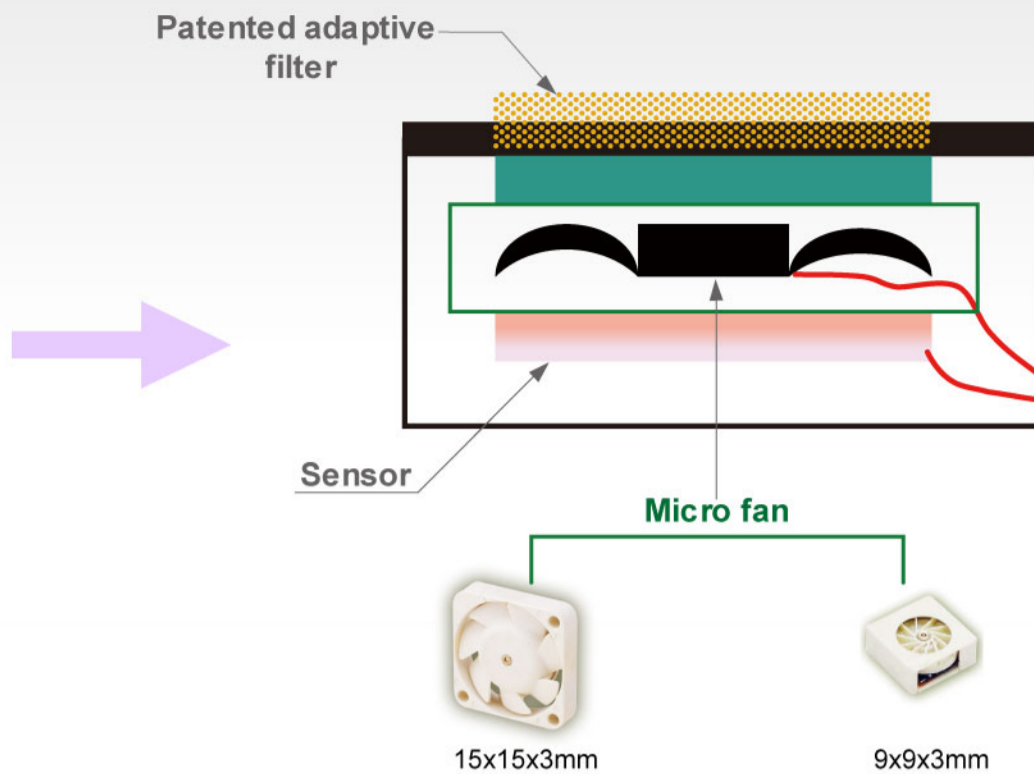 Patented adaptive
filter
Sensor
Micro fan
15x15x3mm
9x9x3mm